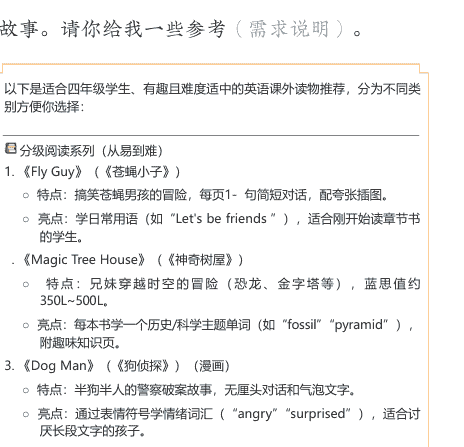 故事。请你给我一些参考（需求说明）。
以下是适合四年级学生、有趣且难度适中的英语课外读物推荐，分为不同类
别方便你选择：
分级阅读系列（从易到难）
1. 《Fly Guy》（《苍蝇小子》）
○ 特点：搞笑苍蝇男孩的冒险，每页1- 句简短对话，配夸张插图。
○ 亮点：学日常用语（如“Let's be friends ”），适合刚开始读章节书
的学生。
. 《Magic Tree House》（《神奇树屋》）
○ 特点：兄妹穿越时空的冒险（恐龙、金字塔等），蓝思值约
350L~500L。
○ 亮点：每本书学一个历史/科学主题单词（如“fossil”“pyramid”），
附趣味知识页。
3. 《Dog Man》（《狗侦探》）（漫画）
○ 特点：半狗半人的警察破案故事，无厘头对话和气泡文字。
○ 亮点：通过表情符号学情绪词汇（“angry”“surprised”），适合讨
厌长段文字的孩子。